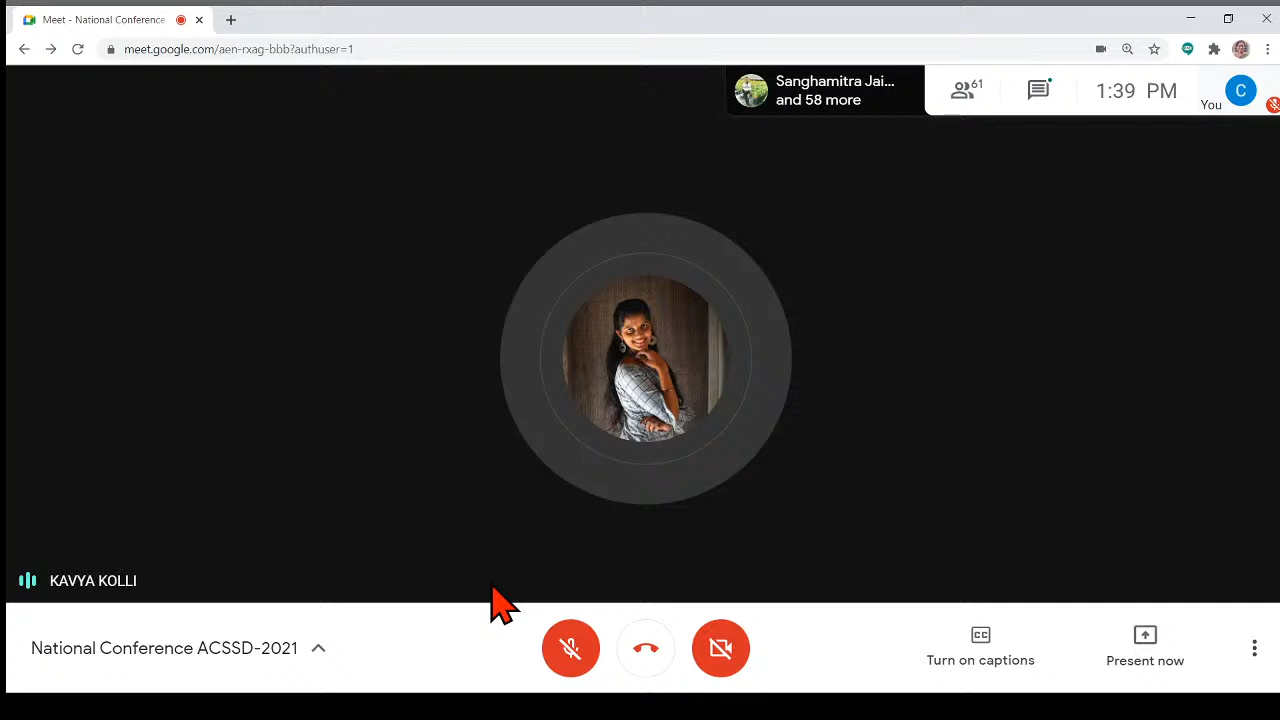 Meet - National Conference
meet.google.com/aen-rxag-bbb?authuser=1
Sanghamitra Jai...
and 58 more
61
1:39 PM
You
C
KAVYA KOLLI
National Conference ACSSD-2021
CC
Turn on captions
Present now